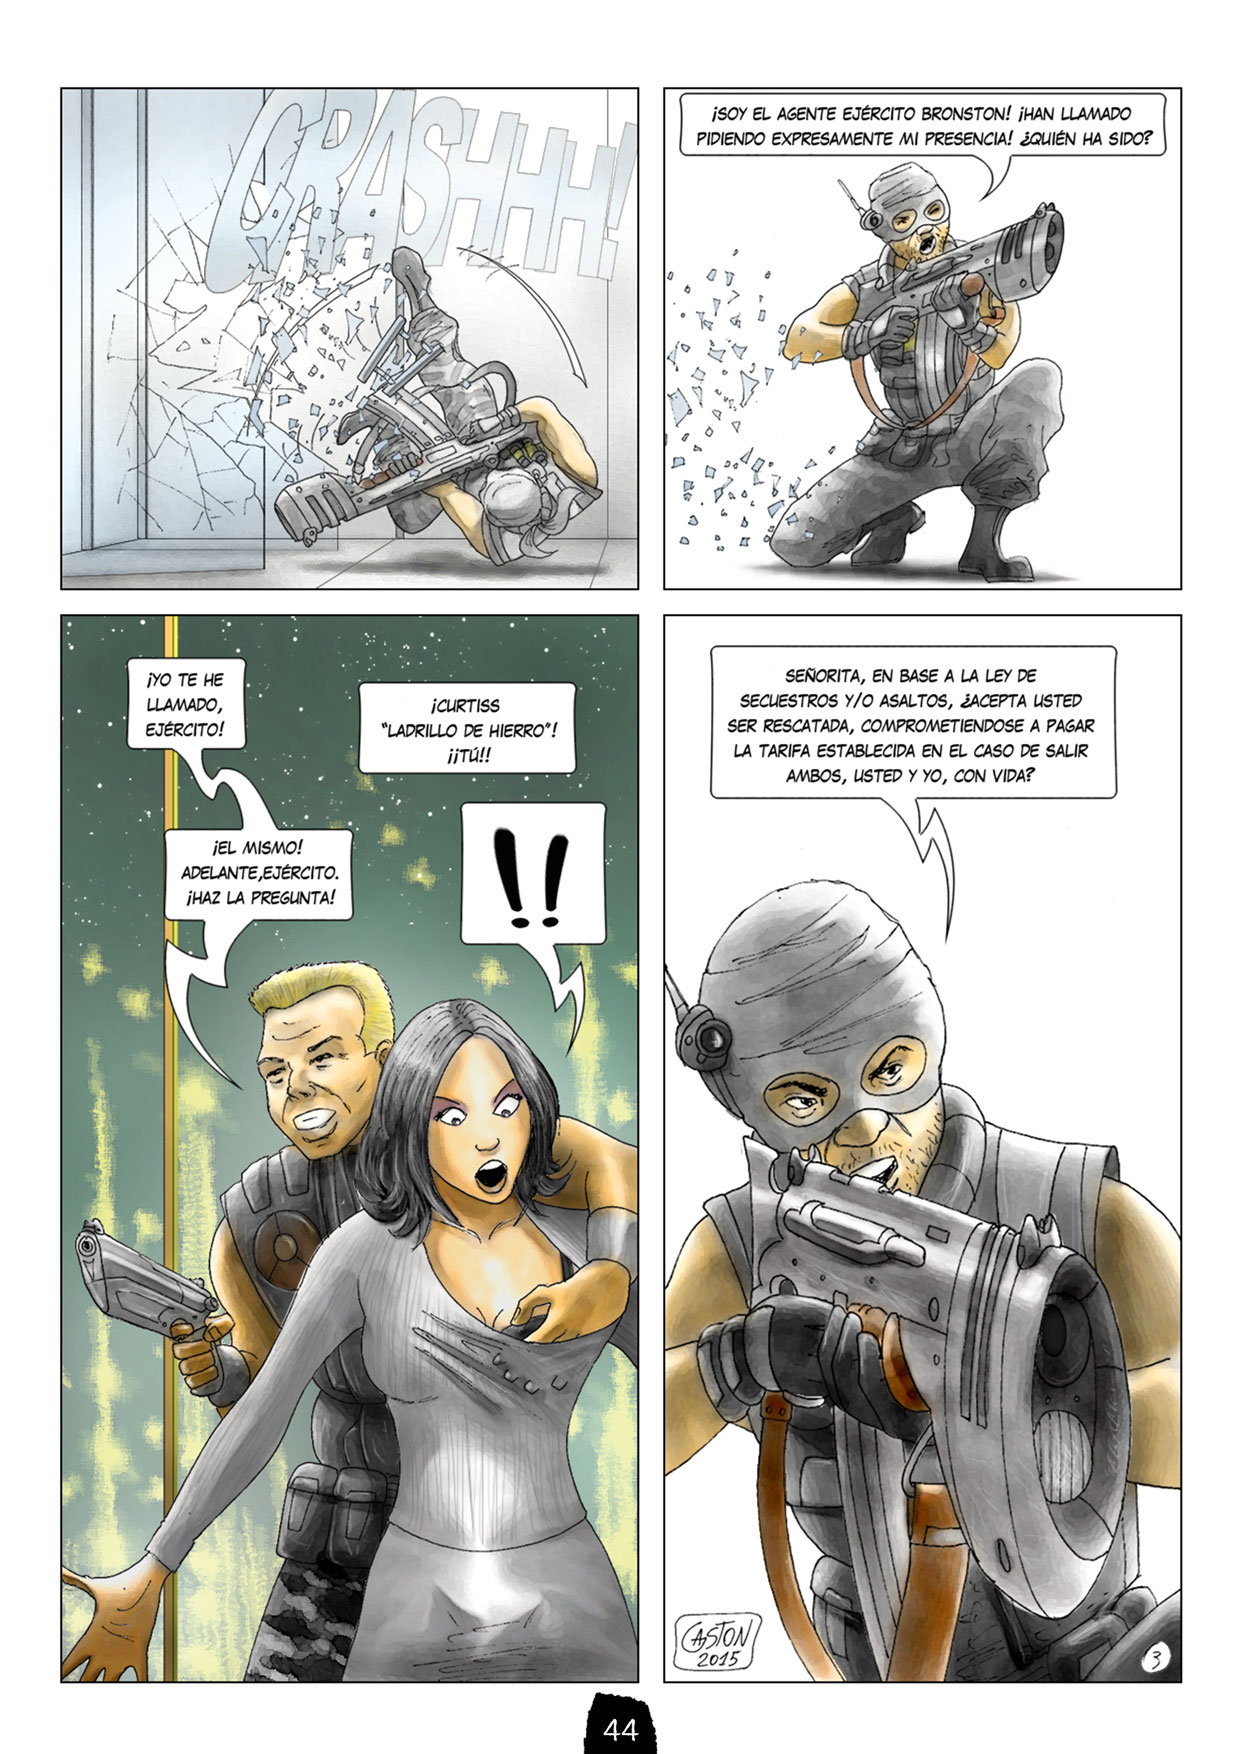 CRASHHHH!
¡SOY EL AGENTE EJÉRCITO BRONSTON! ¡HAN LLAMADO
PIDIENDO EXPRESAMENTE MI PRESENCIA! ¿QUIÉN HA SIDO?
¡YO TE HE
LLAMADO,
EJÉRCITO!
¡CURTISS
"LADRILLO DE HIERRO"!
¡¡TÚ!!
¡EL MISMO!
ADELANTE,EJÉRCITO.
¡HAZ LA PREGUNTA!
!!
SEÑORITA, EN BASE A LA LEY DE
SECUESTROS Y/O ASALTOS, ¿ACEPTA USTED
SER RESCATADA, COMPROMETIENDOSE A PAGAR
LA TARIFA ESTABLECIDA EN EL CASO DE SALIR
AMBOS, USTED Y YO, CON VIDA?
GASTON
2015
3
44